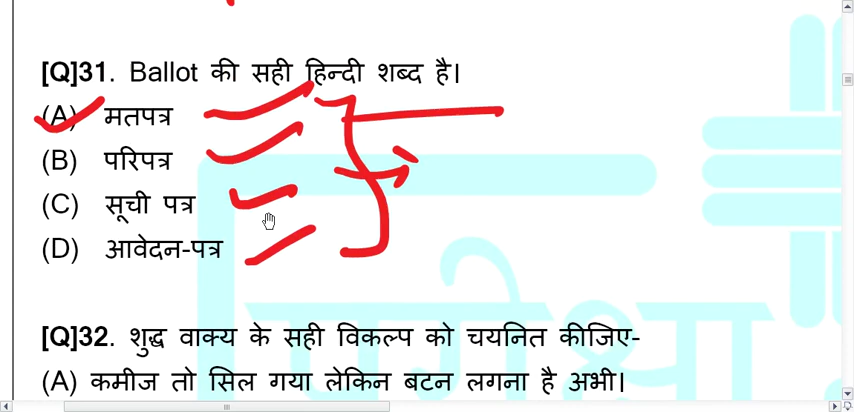 [Q]31. Ballot की सही हिन्दी शब्द है।
(A) मतपत्र
(B) परिपत्र
(C) सूची पत्र
(D) आवेदन-पत्र
[Q]32. शुद्ध वाक्य के सही विकल्प को चयनित कीजिए-
(A) कमीज तो सिल गया लेकिन बटन लगना है अभी।